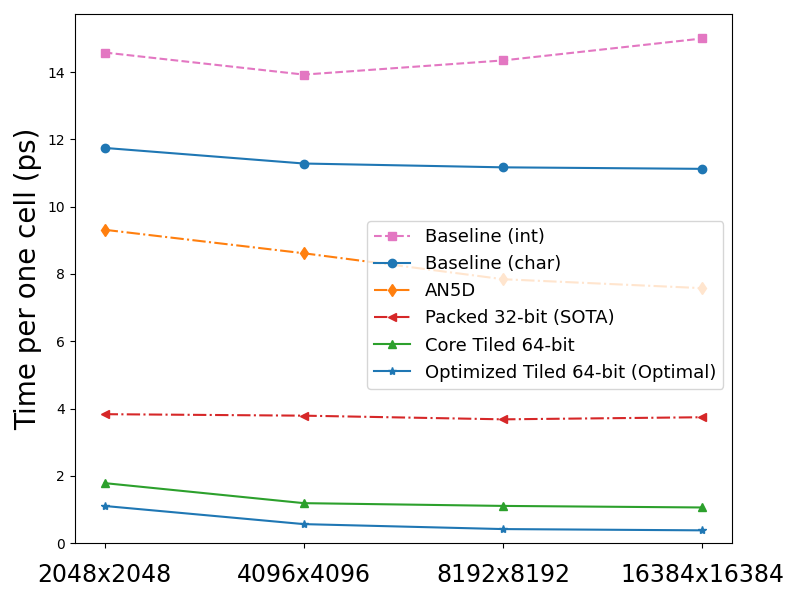 Time per one cell (ps)
14
12
10
8
6
4
2
0
Baseline (int)
Baseline (char)
AN5D
Packed 32-bit (SOTA)
Core Tiled 64-bit
Optimized Tiled 64-bit (Optimal)
2048x2048 4096x4096 8192x8192 16384x16384